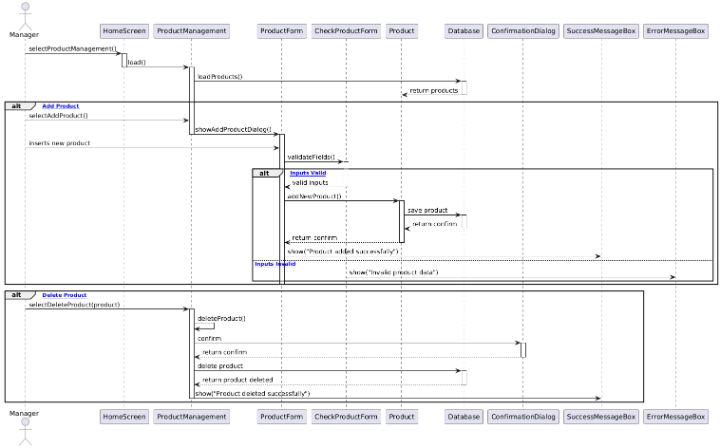 Manager
HomeScreen ProductManagement ProductForm CheckProductForm Product Database ConfirmationDialog SuccessMessageBox ErrorMessageBox
selectProductManagement()
load()
loadProducts()
return products
alt Add Product
selectAddProduct()
showAddProductDialog()
inserts new product
validateFields()
alt Inputs Valid
valid inputs
addNewProduct()
save product
return confirm
return confirm
show("Product added successfully")
Inputs Invalid
show("Invalid product data")
alt Delete Product
selectDeleteProduct(product)
deleteProduct()
confirm
return confirm
delete product
return product deleted
show("Product deleted successfully")
Manager
HomeScreen ProductManagement ProductForm CheckProductForm Product Database ConfirmationDialog SuccessMessageBox ErrorMessageBox